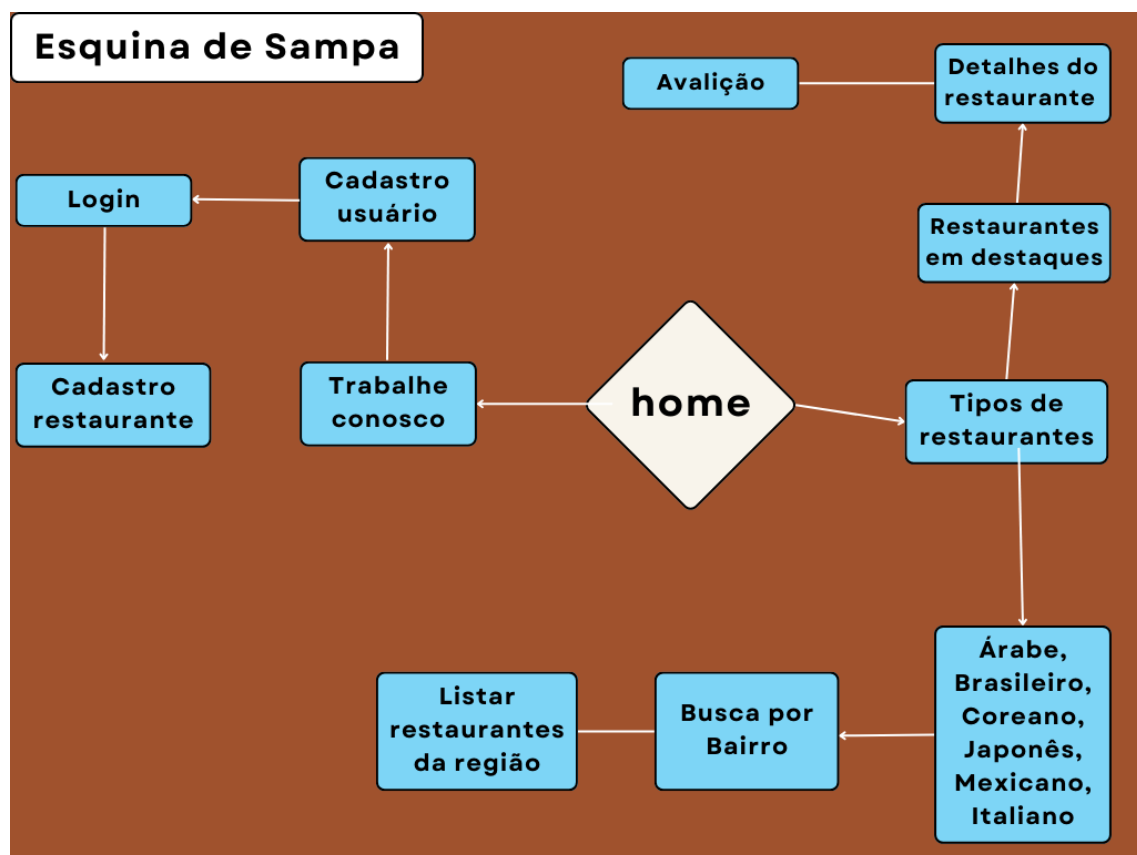 Esquina de Sampa
Avalição
Detalhes do
restaurante
Login
Cadastro
usuário
Restaurantes
em destaques
Cadastro
restaurante
Trabalhe
conosco
home
Tipos de
restaurantes
Listar
restaurantes
da região
Busca por
Bairro
Árabe,
Brasileiro,
Coreano,
Japonês,
Mexicano,
Italiano